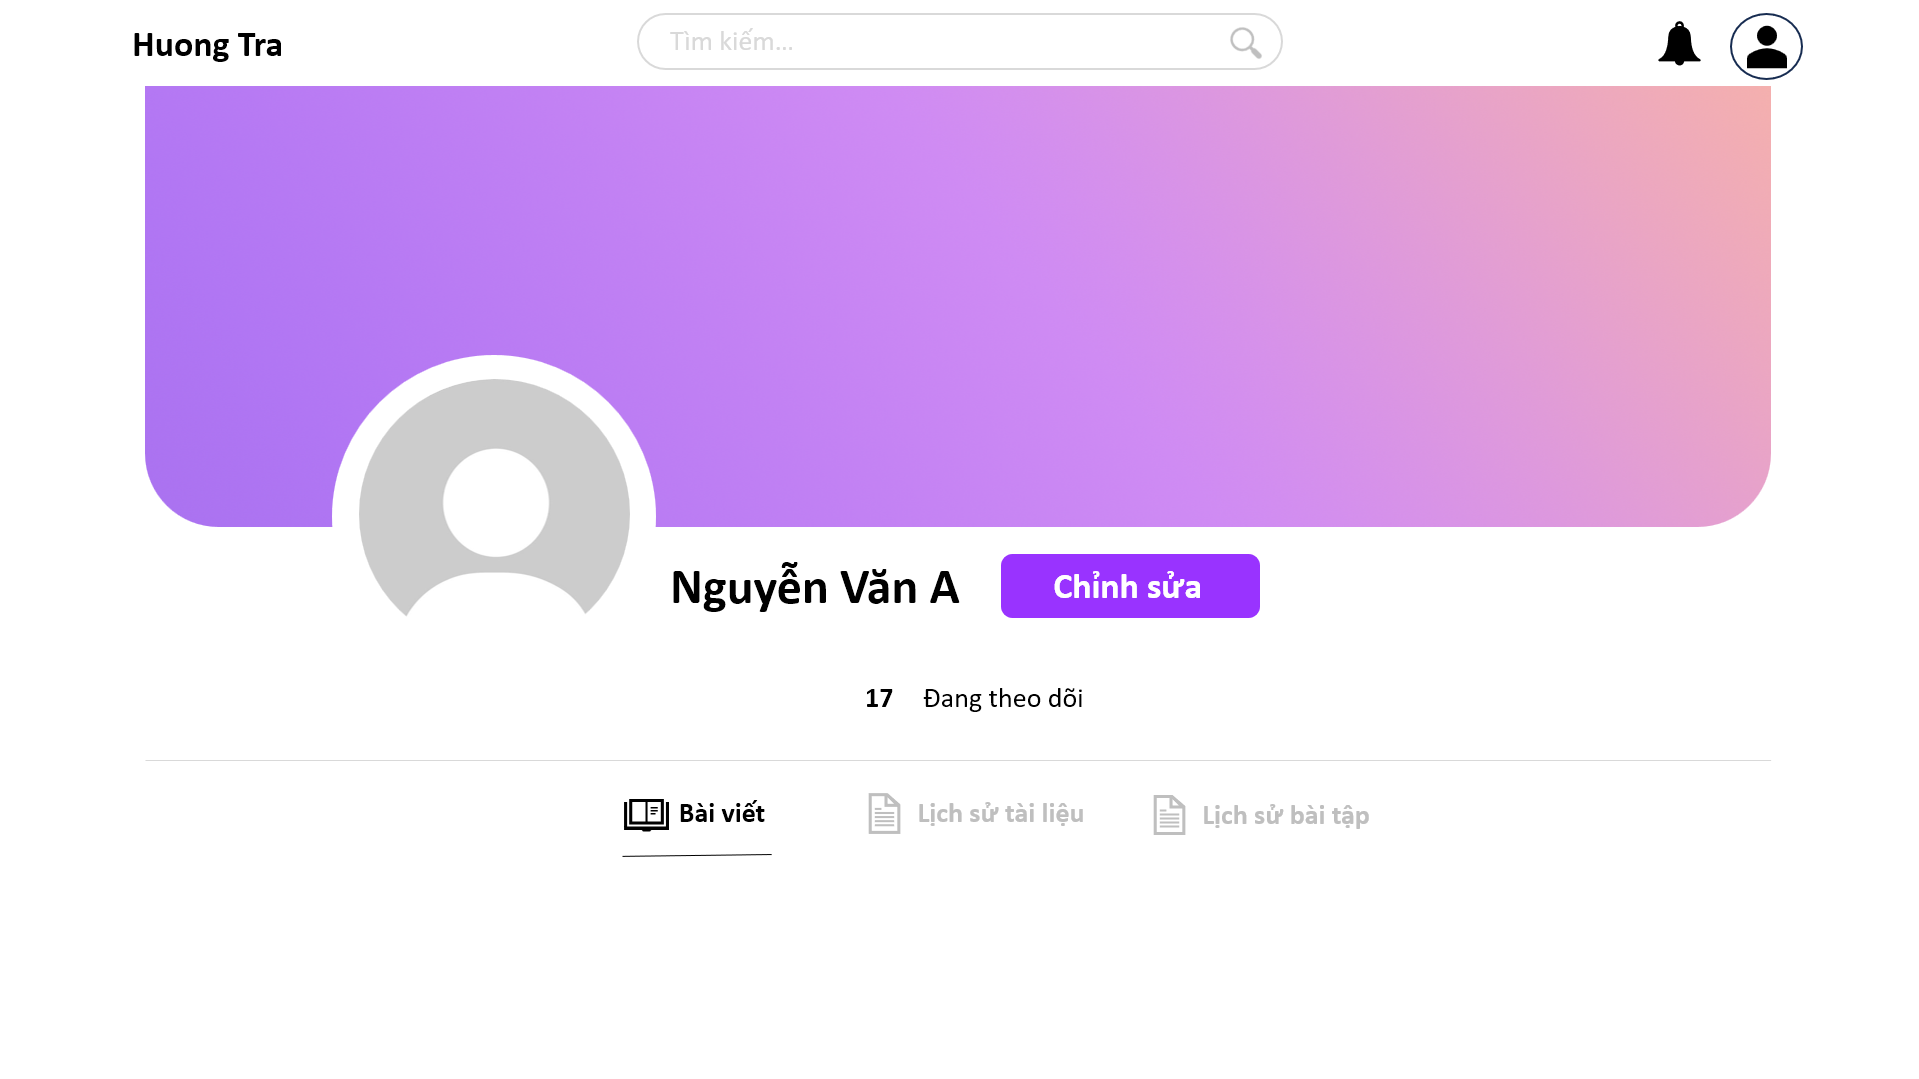 Huong Tra
Tìm kiếm...
Nguyễn Văn A
Chỉnh sửa
17 Đang theo dõi
Bài viết
Lịch sử tài liệu
Lịch sử bài tập